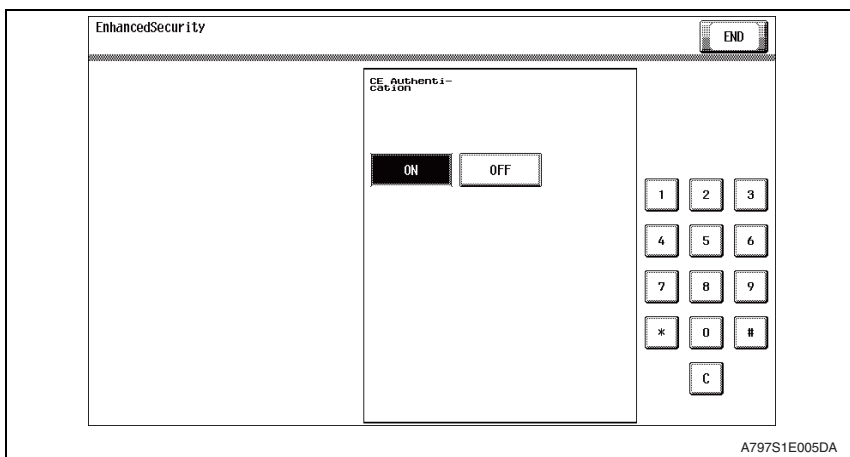 EnhancedSecurity
END
CE Authenti-
cation
ON OFF
1 2 3
4 5 6
7 8 9
* 0 #
C
A797S1E005DA